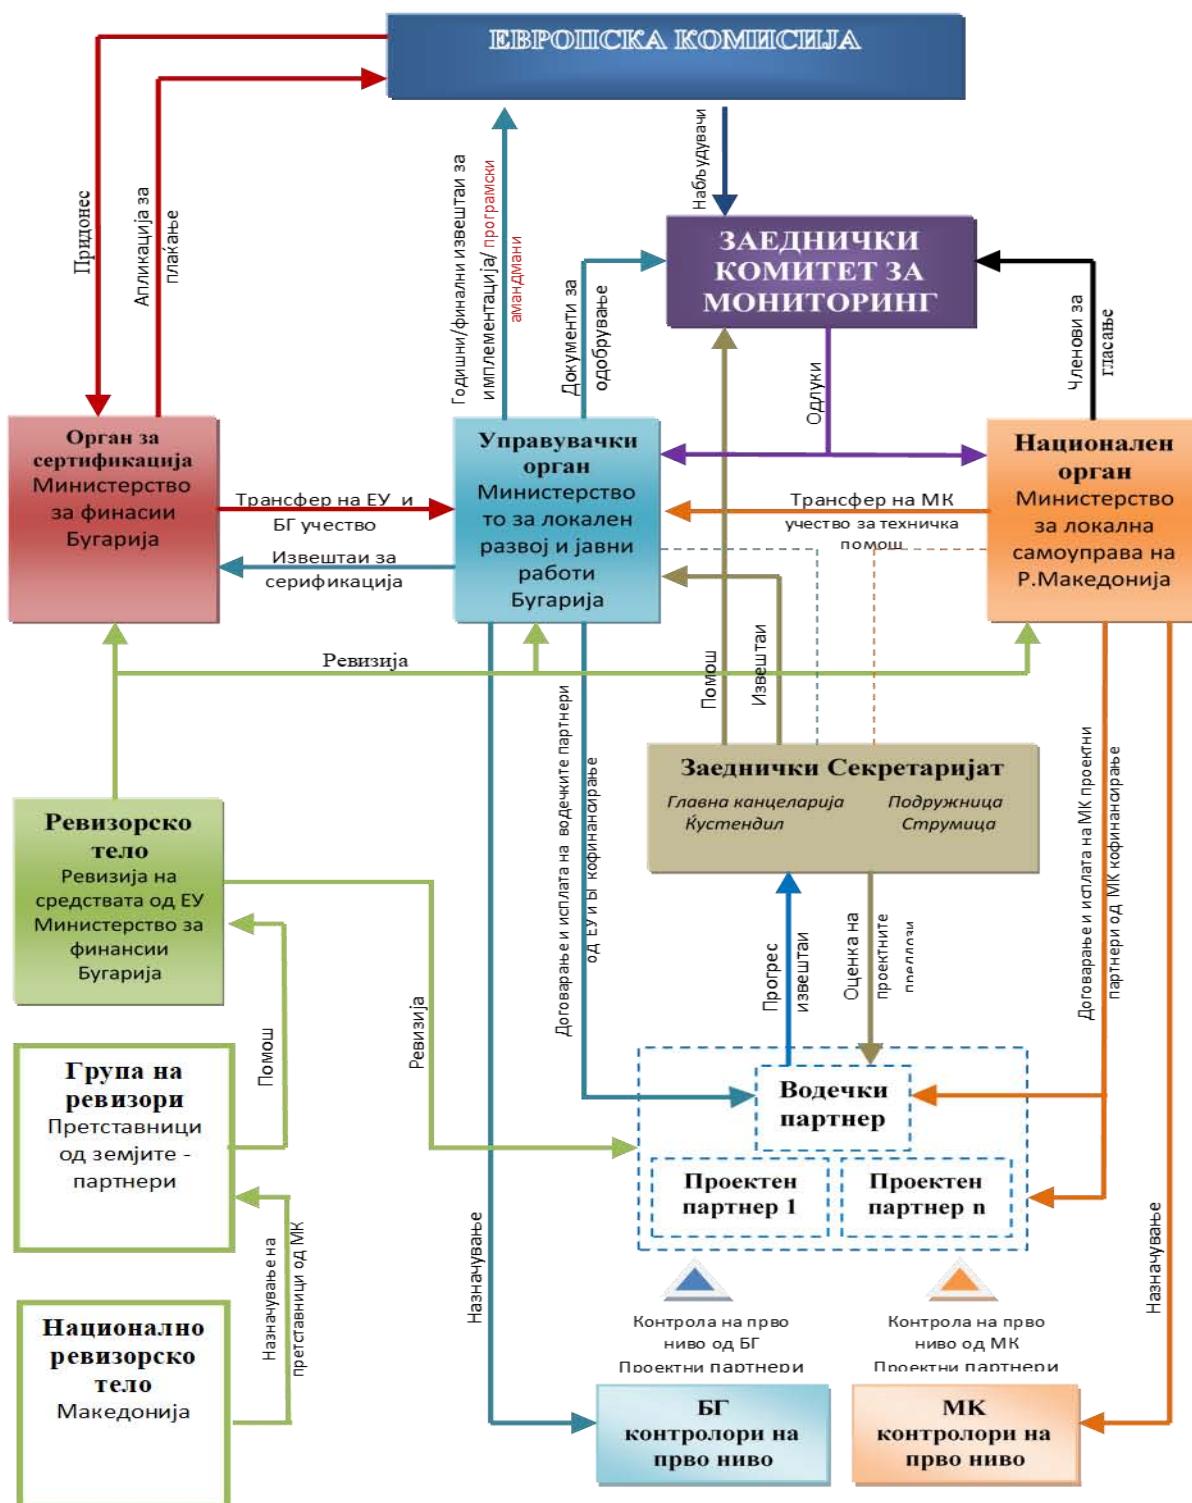 ЕВРОПСКА КОМИСИЈА
Придонес
Апликација за
плаќање
Годишни/финални извештаи за
имплементација/ програмски
амандмани
Набљудувачи
Документи за
одобрување
ЗАЕДНИЧКИ
КОМИТЕТ ЗА
МОНИТОРИНГ
Членови за
гласање
Одлуки
Орган за
сертификација
Министерство
за финасии
Бугарија
Трансфер на ЕУ и
БГ учество
Извештаи за
серификација
Управувачки
орган
Министерство
то за локален
развој и јавни
работи
Бугарија
Трансфер на МК
учество за техничка
помош
Национален
орган
Министерство
за локална
самоуправа на
Р.Македонија
Ревизија
Помош
Извештаи
Заеднички Секретаријат
Главна канцеларија
Ќустендил
Подружница
Струмица
Договарање и исплата на водечките партнери
од ЕУ и БГ кофинансирање
Договарање и исплата на МК проектни
партнери од МК кофинансирање
Ревизорско
тело
Ревизија на
средствата од ЕУ
Министерство за
финансии
Бугарија
Помош
Ревизија
Прогрес
извештаи
Оценка на
проектните
предлози
Група на
ревизори
Претставници
од земјите -
партнери
Водечки
партнер
Проектен
партнер 1
Проектен
партнер n
Назначување на
претставници од МК
Назначување
Назначување
Национално
ревизорско
тело
Македонија
Контрола на прво
ниво од БГ
Проектни партнери
Контрола на прво
ниво од МК
Проектни партнери
БГ
контролори на
прво ниво
МК
контролори на
прво ниво